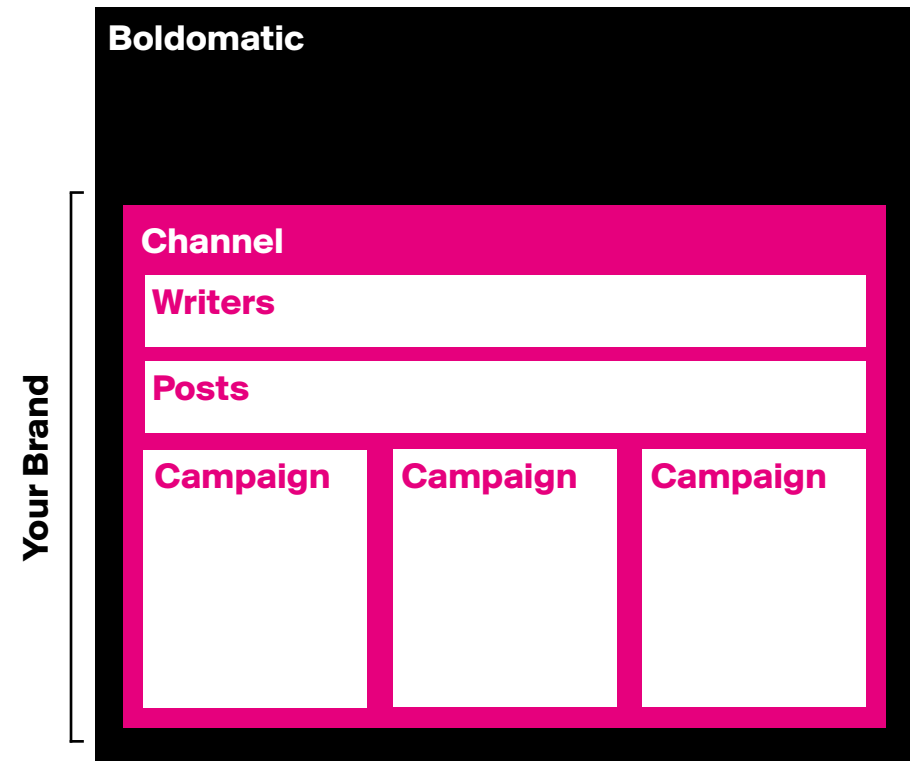 Boldomatic
Your Brand
Channel
Writers
Posts
Campaign
Campaign
Campaign